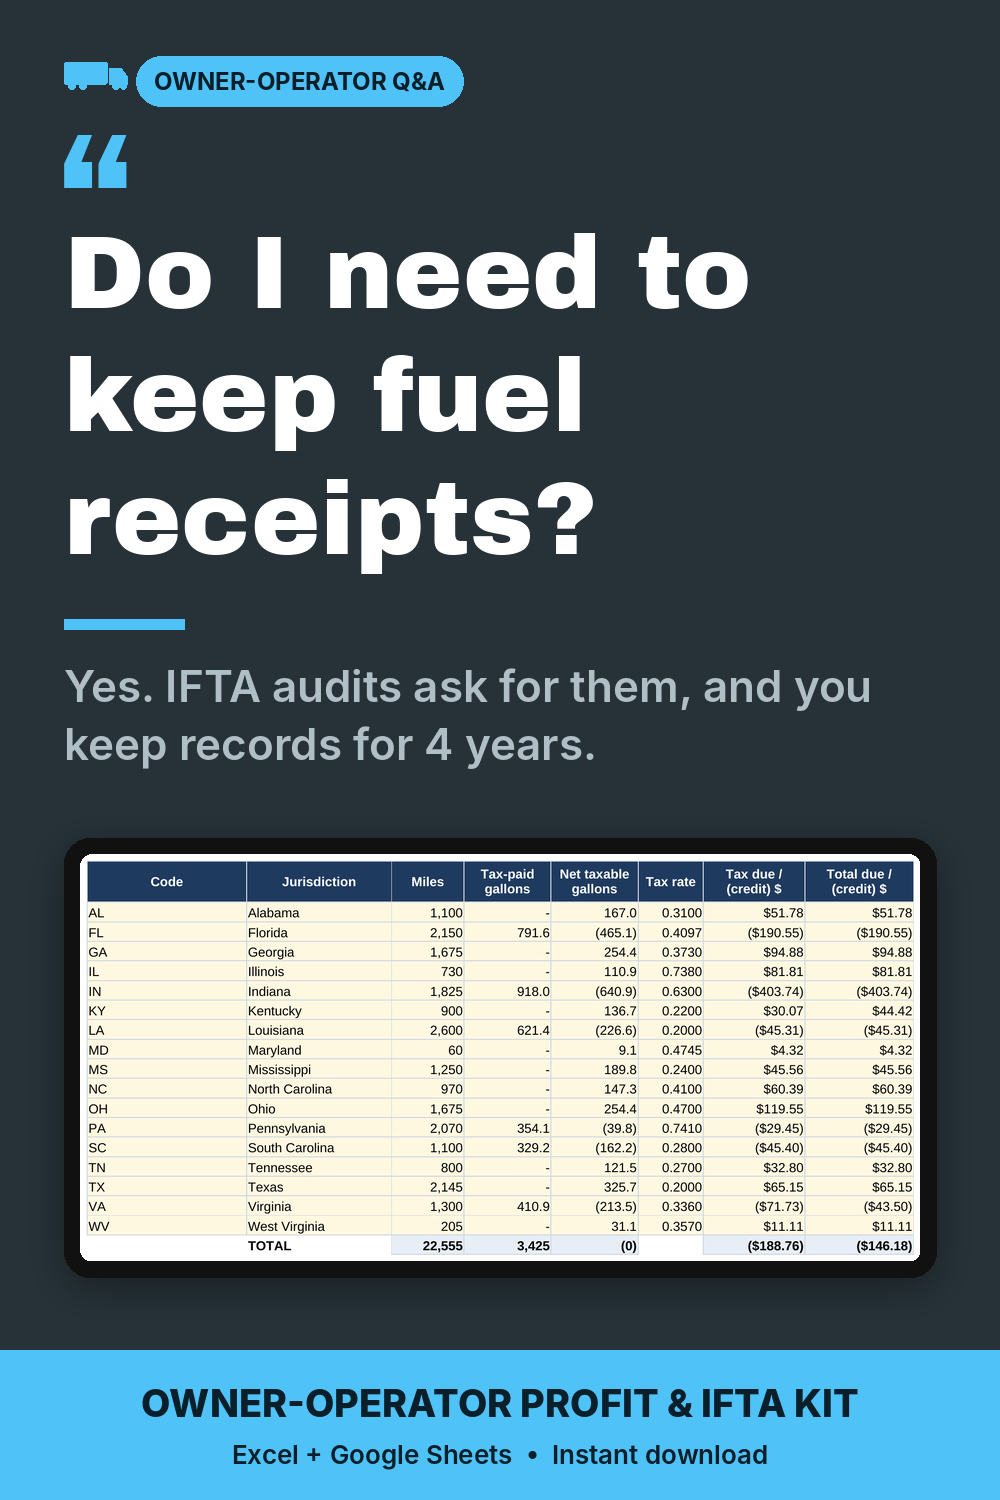 OWNER-OPERATOR Q&A
“
Do I need to
keep fuel
receipts?
Yes. IFTA audits ask for them, and you
keep records for 4 years.
Code Jurisdiction Miles Tax-paid gallons Net taxable gallons Tax rate Tax due / (credit) $ Total due / (credit) $
AL Alabama 1,100 - 167.0 0.3100 $51.78 $51.78
FL Florida 2,150 791.6 (465.1) 0.4097 ($190.55) ($190.55)
GA Georgia 1,675 - 254.4 0.3730 $94.88 $94.88
IL Illinois 730 - 110.9 0.7380 $81.81 $81.81
IN Indiana 1,825 918.0 (640.9) 0.6300 ($403.74) ($403.74)
KY Kentucky 900 - 136.7 0.2200 $30.07 $44.42
LA Louisiana 2,600 621.4 (226.6) 0.2000 ($45.31) ($45.31)
MD Maryland 60 - 9.1 0.4745 $4.32 $4.32
MS Mississippi 1,250 - 189.8 0.2400 $45.56 $45.56
NC North Carolina 970 - 147.3 0.4100 $60.39 $60.39
OH Ohio 1,675 - 254.4 0.4700 $119.55 $119.55
PA Pennsylvania 2,070 354.1 (39.8) 0.7410 ($29.45) ($29.45)
SC South Carolina 1,100 329.2 (162.2) 0.2800 ($45.40) ($45.40)
TN Tennessee 800 - 121.5 0.2700 $32.80 $32.80
TX Texas 2,145 - 325.7 0.2000 $65.15 $65.15
VA Virginia 1,300 410.9 (213.5) 0.3360 ($71.73) ($43.50)
WV West Virginia 205 - 31.1 0.3570 $11.11 $11.11
TOTAL 22,555 3,425 (0) ($188.76) ($146.18)
OWNER-OPERATOR PROFIT & IFTA KIT
Excel + Google Sheets • Instant download